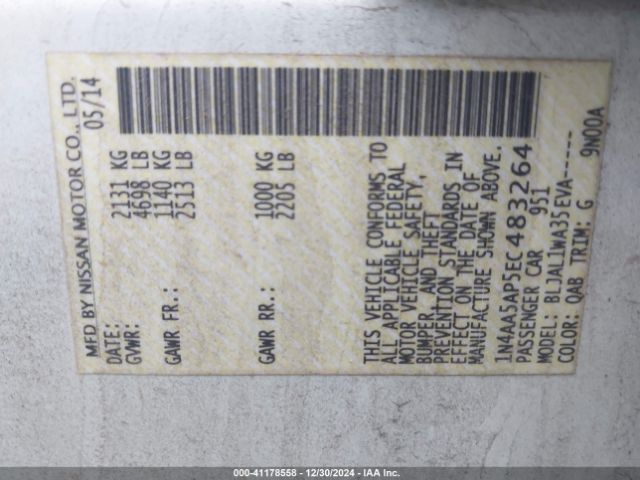 MFD BY NISSAN MOTOR CO., LTD.
DATE: 05/14
GVWR: 2131 KG
4698 LB
GAWR FR.: 1140 KG
2513 LB
GAWR RR.: 1000 KG
2205 LB
THIS VEHICLE CONFORMS TO
ALL APPLICABLE FEDERAL
MOTOR VEHICLE SAFETY,
BUMPER, AND THEFT
PREVENTION STANDARDS IN
EFFECT ON THE DATE OF
MANUFACTURE SHOWN ABOVE.
1N4AA5AP5EC483264
PASSENGER CAR 951
MODEL: BLJAL1WA35EVA-----
COLOR: QAB TRIM: G 9N00A
000-41178558 - 12/30/2024 - IAA Inc.